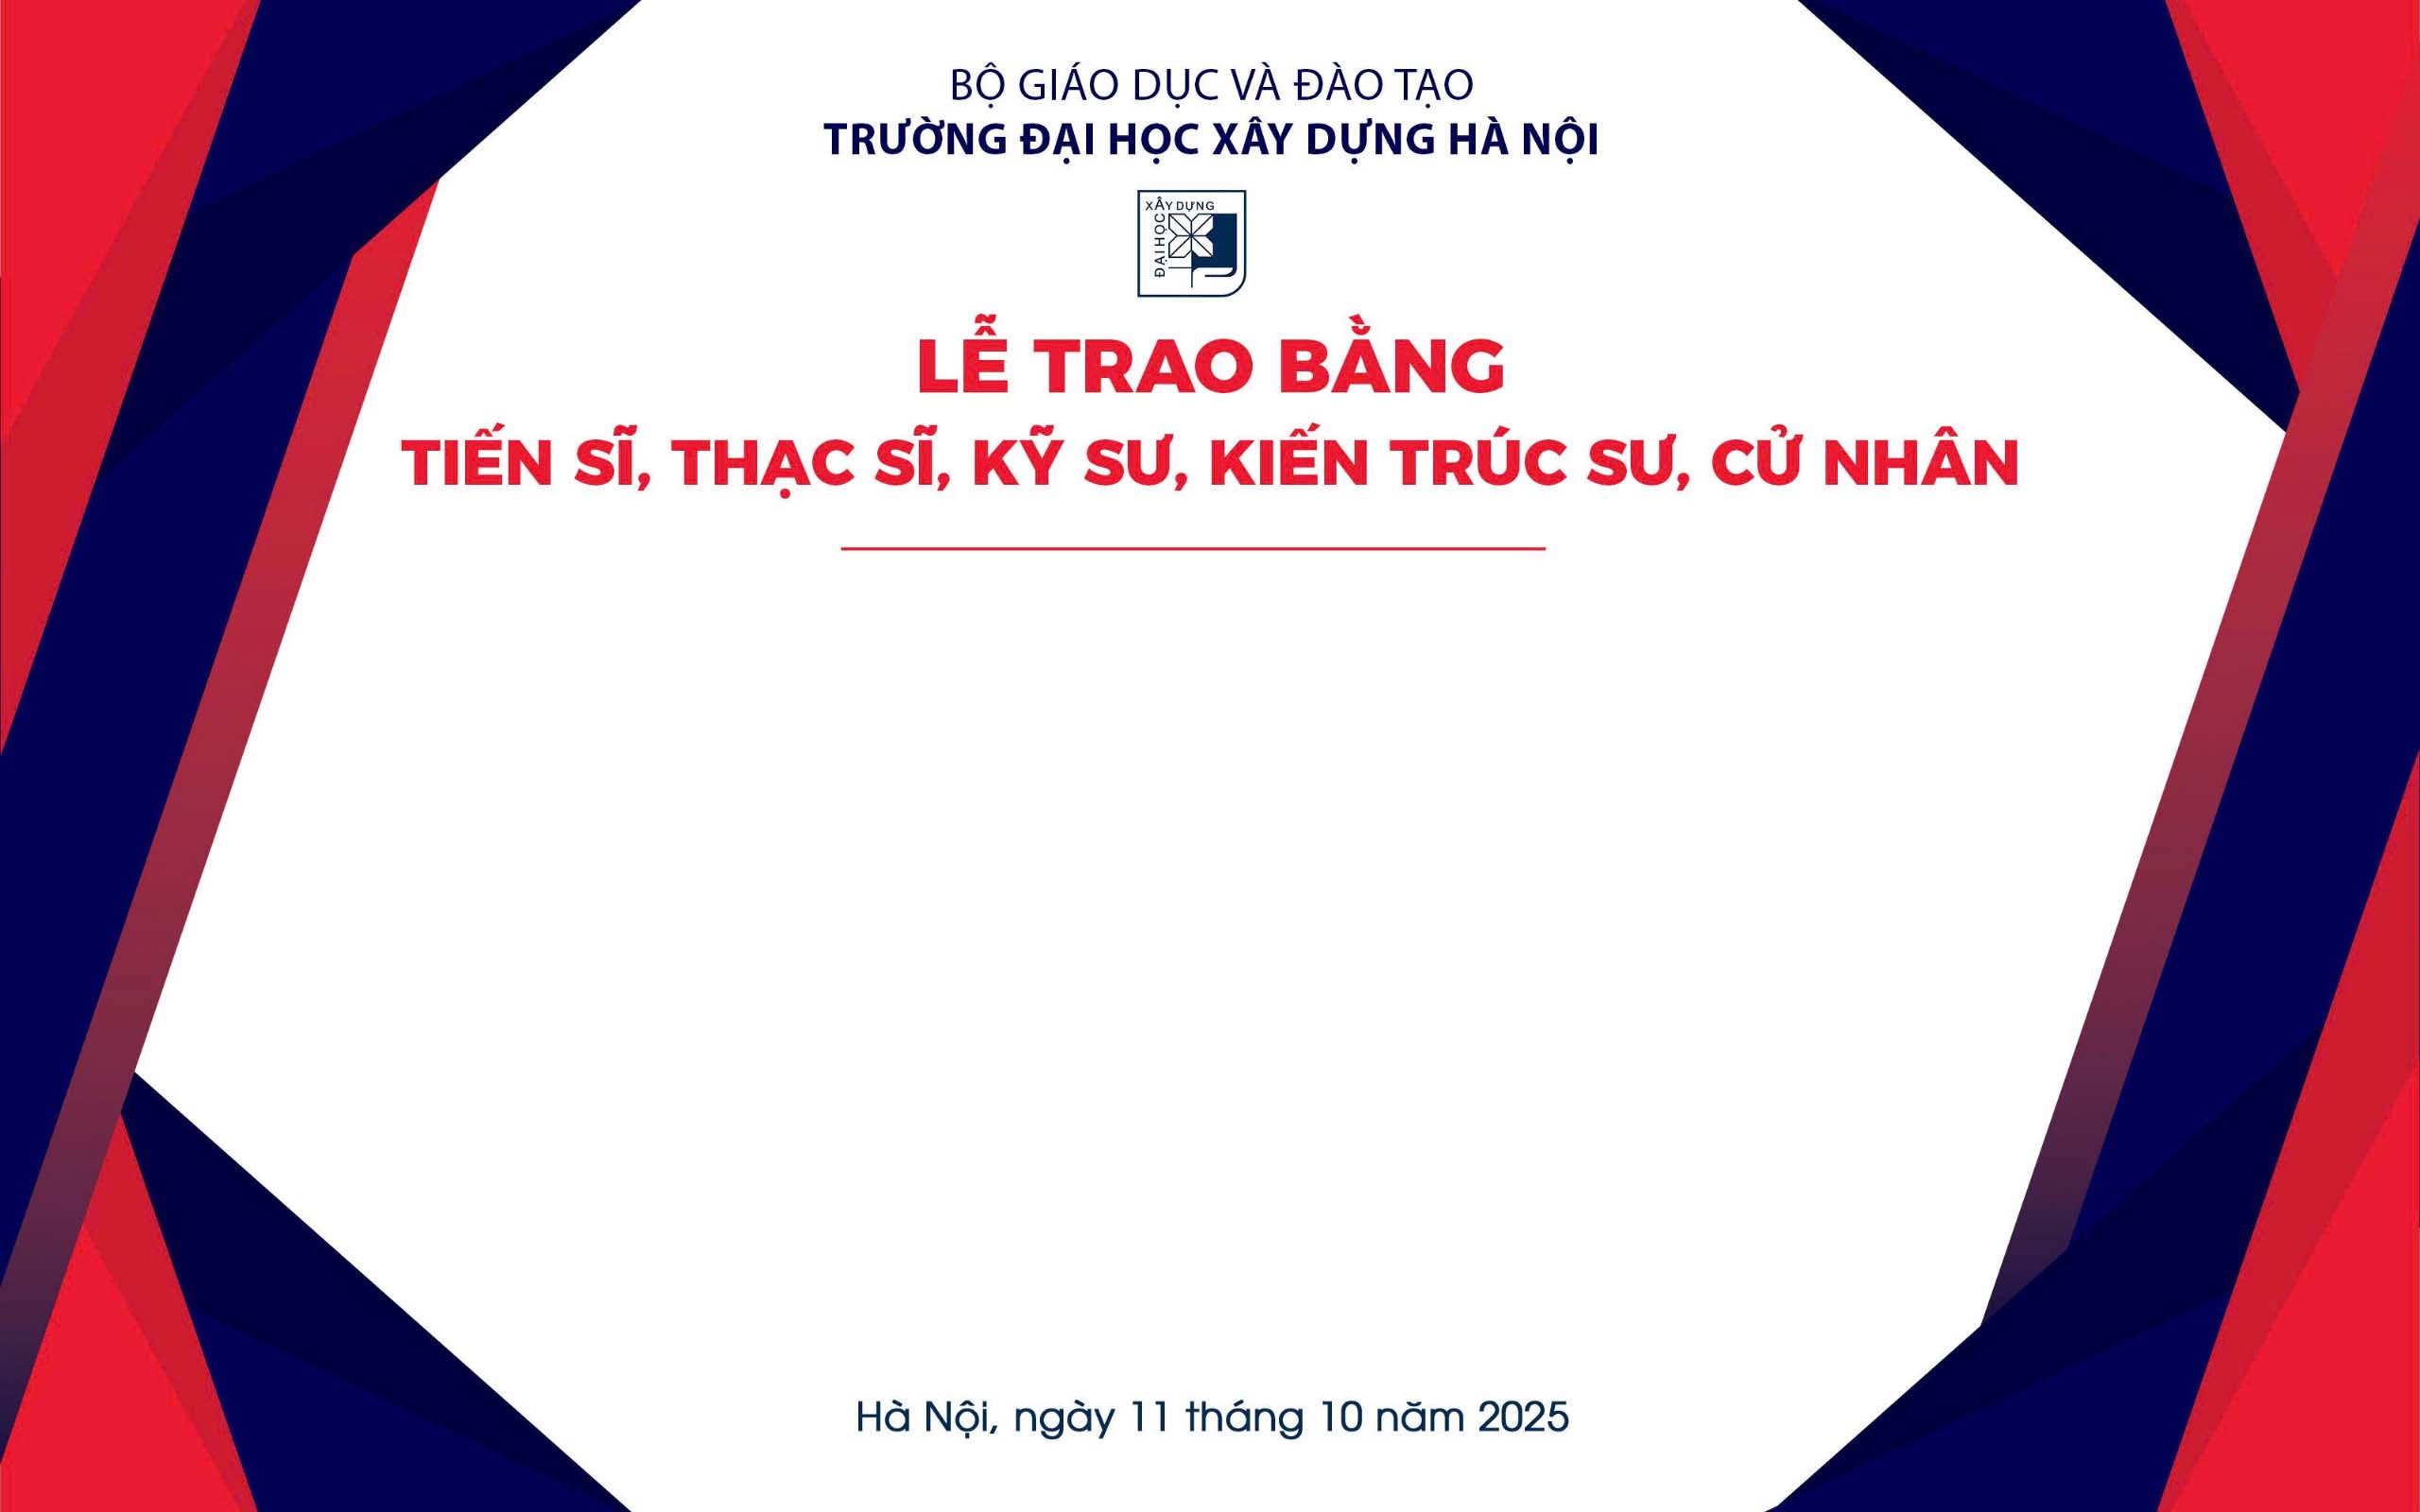 BỘ GIÁO DỤC VÀ ĐÀO TẠO
TRƯỜNG ĐẠI HỌC XÂY DỰNG HÀ NỘI
XÂY DỰNG
ĐẠI HỌC
LỄ TRAO BẰNG
TIẾN SĨ, THẠC SĨ, KỸ SƯ, KIẾN TRÚC SƯ, CỬ NHÂN
Hà Nội, ngày 11 tháng 10 năm 2025